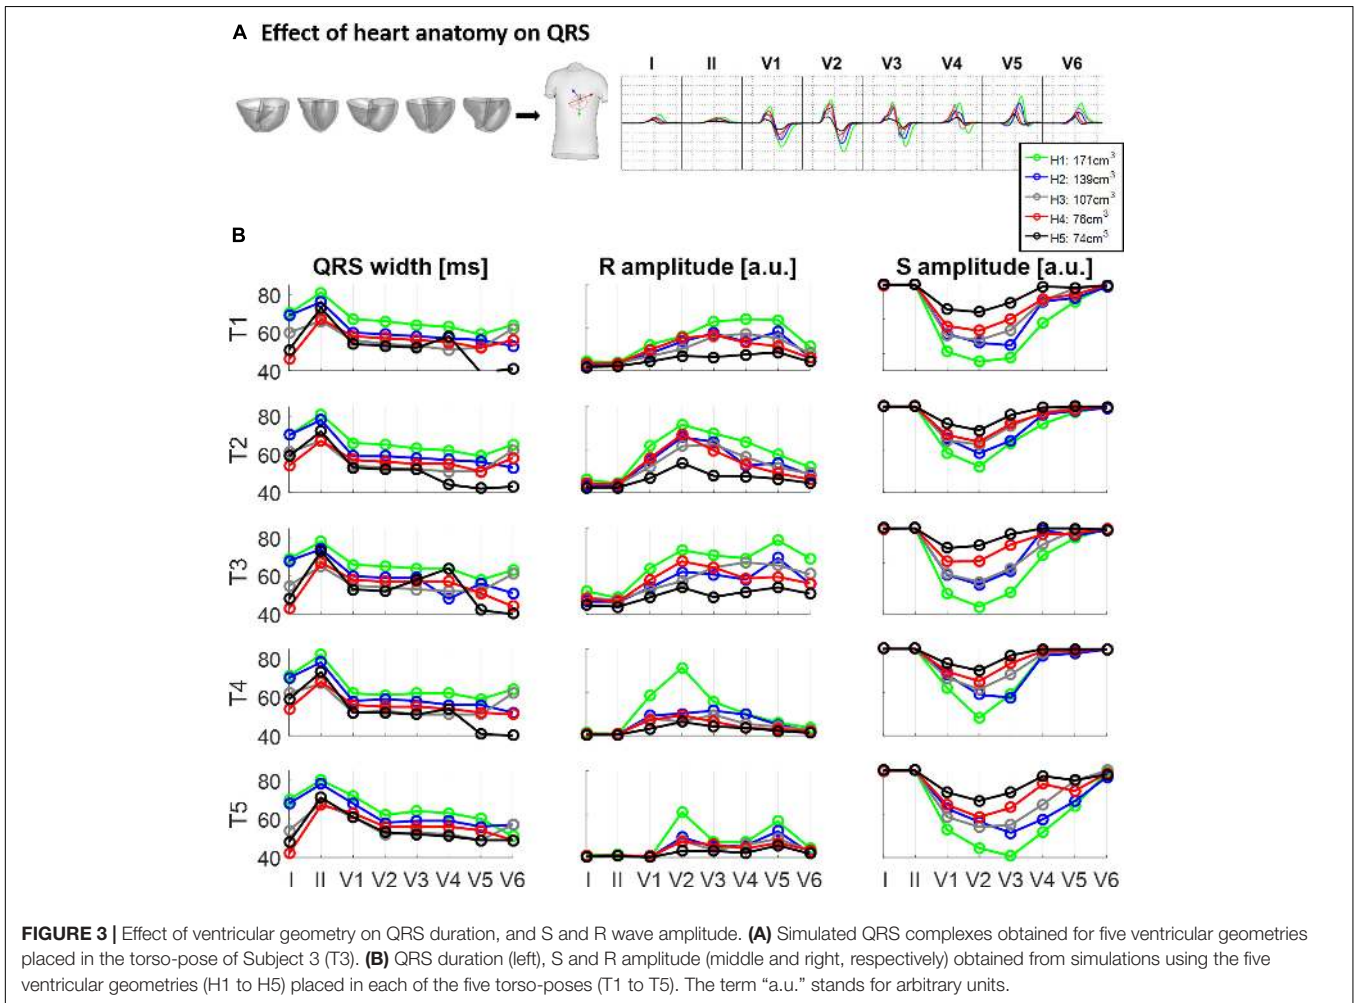 A Effect of heart anatomy on QRS
I II V1 V2 V3 V4 V5 V6
H1: 171cm³
H2: 139cm³
H3: 107cm³
H4: 76cm³
H5: 74cm³
B
QRS width [ms] R amplitude [a.u.] S amplitude [a.u.]
T1 80 60 40
T2 80 60 40
T3 80 60 40
T4 80 60 40
T5 80 60 40
I II V1 V2 V3 V4 V5 V6 I II V1 V2 V3 V4 V5 V6 I II V1 V2 V3 V4 V5 V6
FIGURE 3 | Effect of ventricular geometry on QRS duration, and S and R wave amplitude. (A) Simulated QRS complexes obtained for five ventricular geometries
placed in the torso-pose of Subject 3 (T3). (B) QRS duration (left), S and R amplitude (middle and right, respectively) obtained from simulations using the five
ventricular geometries (H1 to H5) placed in each of the five torso-poses (T1 to T5). The term “a.u.” stands for arbitrary units.